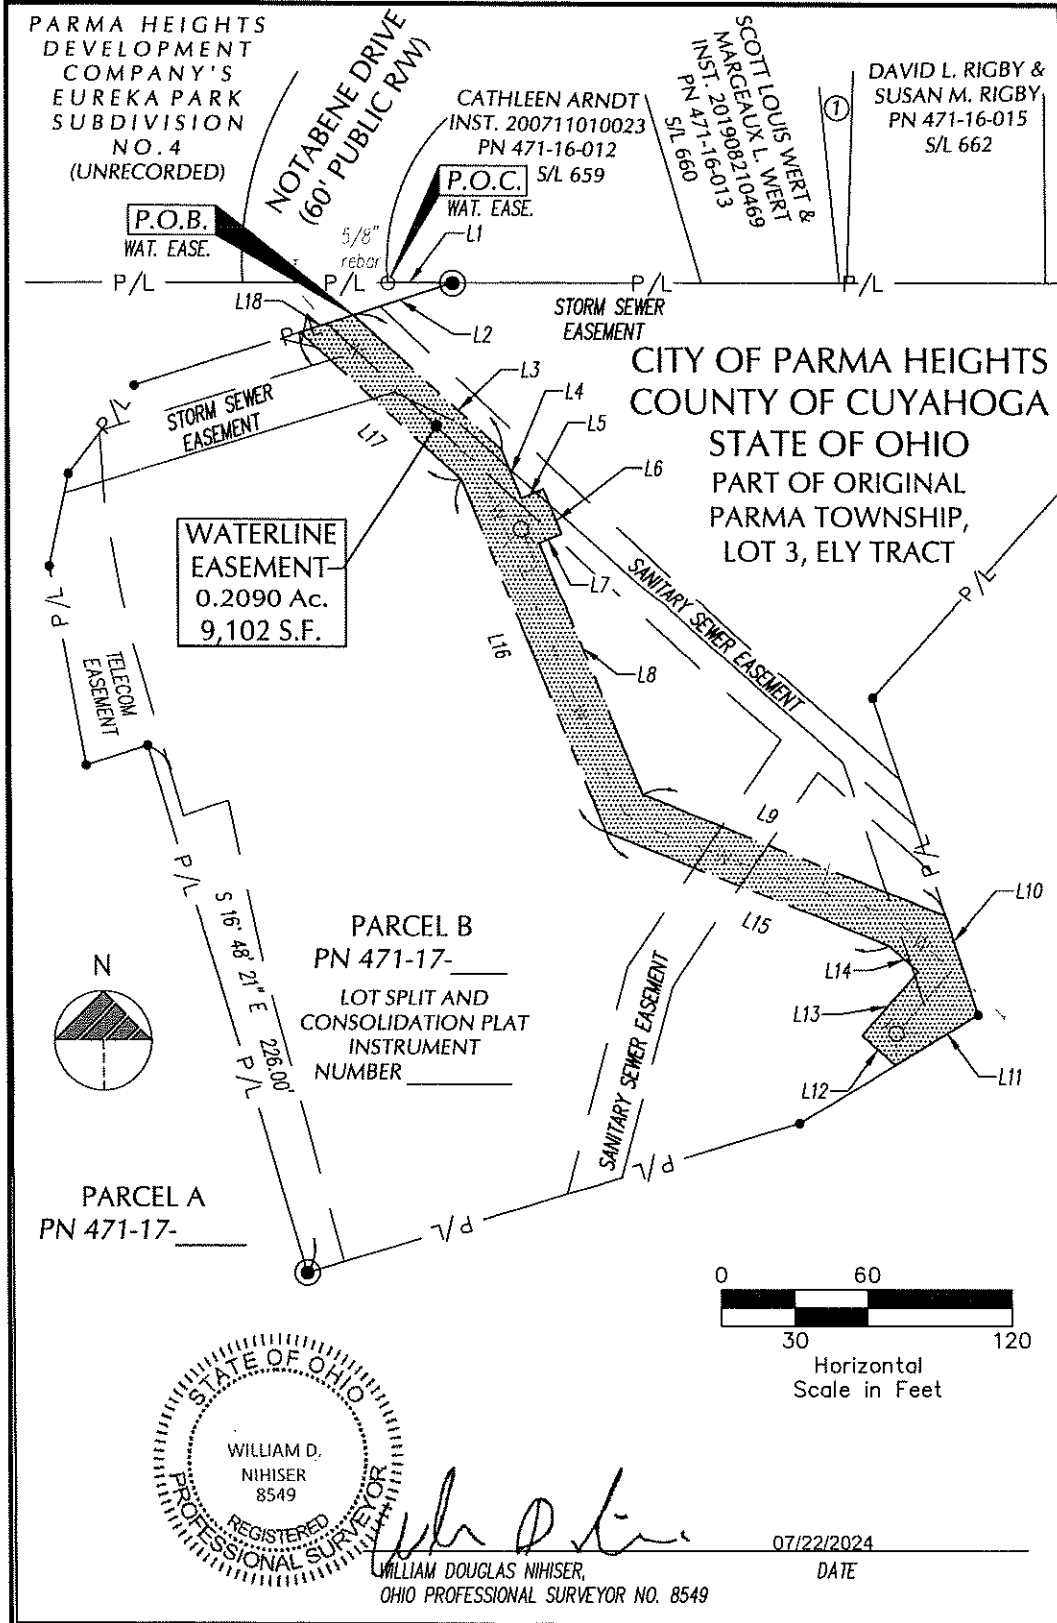 PARMA HEIGHTS
DEVELOPMENT
COMPANY'S
EUREKA PARK
SUBDIVISION
NO. 4
(UNRECORDED)
NOTABENE DRIVE
(60' PUBLIC R/W)
CATHLEEN ARNDT
INST. 200711010023
PN 471-16-012
S/L 659
SCOTT LOUIS WERT &
MARGEAUX L. WERT
INST. 201908210469
PN 471-16-013
S/L 660
1
DAVID L. RIGBY &
SUSAN M. RIGBY
PN 471-16-015
S/L 662
P.O.B.
WAT. EASE.
P.O.C.
WAT. EASE.
5/8"
rebar
L1
P/L
P/L
P/L
P/L
L18
L2
STORM SEWER
EASEMENT
P/L
P/L
STORM SEWER
EASEMENT
L17
L3
L4
L5
L6
L7
CITY OF PARMA HEIGHTS
COUNTY OF CUYAHOGA
STATE OF OHIO
PART OF ORIGINAL
PARMA TOWNSHIP,
LOT 3, ELY TRACT
WATERLINE
EASEMENT
0.2090 Ac.
9,102 S.F.
P/L
P/L
SANITARY SEWER EASEMENT
TELECOM
EASEMENT
L16
L8
L9
P/L
L10
L15
L14
L13
L12
L11
P/L
S 16° 48' 21" E 226.00'
P/L
PARCEL B
PN 471-17-____
LOT SPLIT AND
CONSOLIDATION PLAT
INSTRUMENT
NUMBER ________
N
SANITARY SEWER EASEMENT
P/L
P/L
PARCEL A
PN 471-17-____
0 60
30 120
Horizontal
Scale in Feet
STATE OF OHIO
WILLIAM D.
NIHISER
8549
REGISTERED
PROFESSIONAL SURVEYOR
07/22/2024
WILLIAM DOUGLAS NIHISER,
OHIO PROFESSIONAL SURVEYOR NO. 8549
DATE